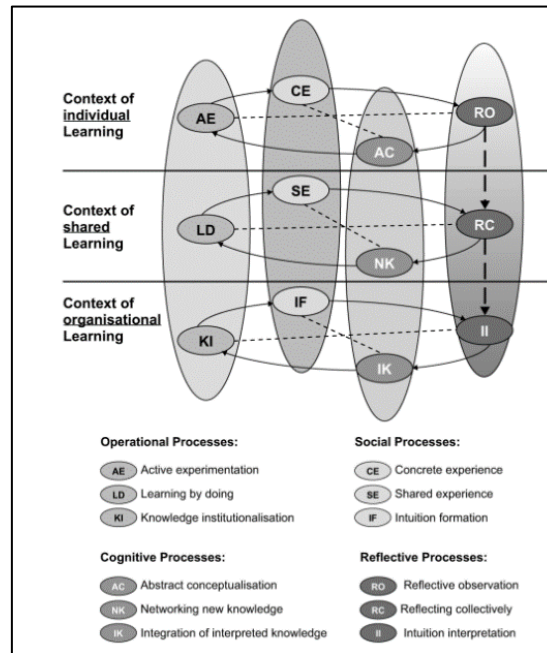 Context of
individual
Learning
CE
AE
RO
AC
Context of
shared
Learning
SE
LD
RC
NK
Context of
organisational
Learning
IF
KI
II
IK
Operational Processes:
AE Active experimentation
LD Learning by doing
KI Knowledge institutionalisation
Social Processes:
CE Concrete experience
SE Shared experience
IF Intuition formation
Cognitive Processes:
AC Abstract conceptualisation
NK Networking new knowledge
IK Integration of interpreted knowledge
Reflective Processes:
RO Reflective observation
RC Reflecting collectively
II Intuition interpretation